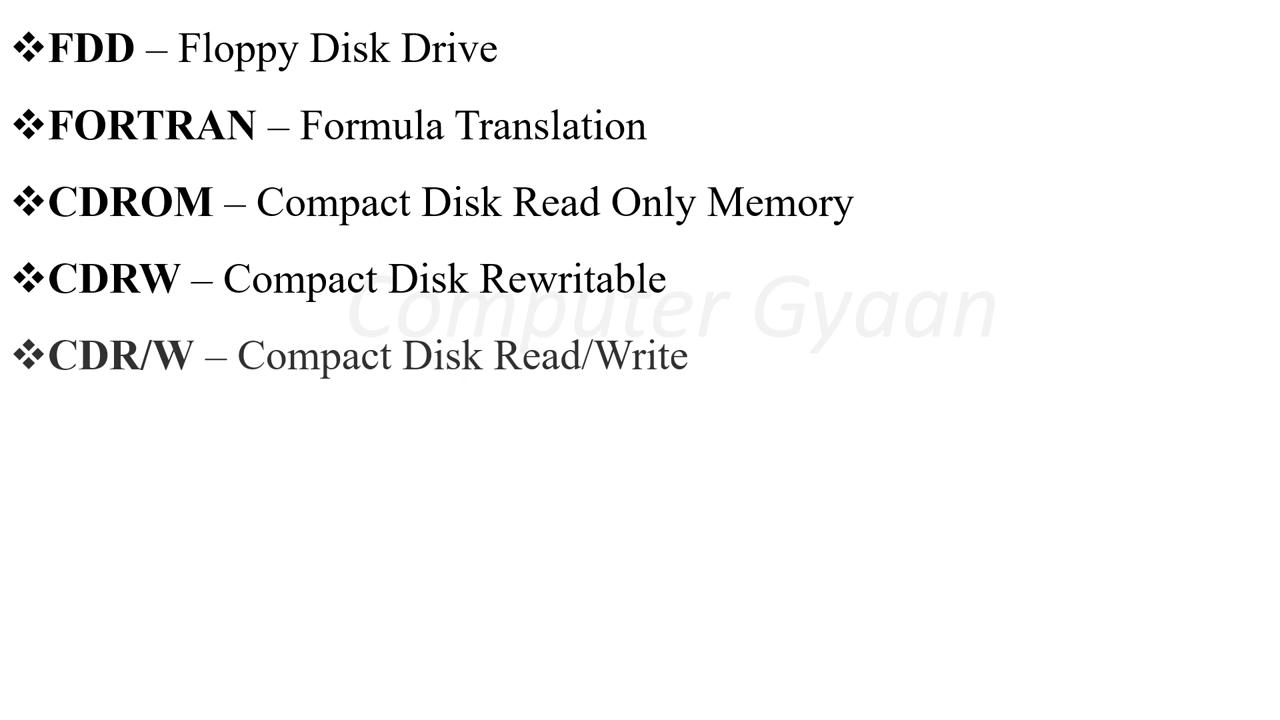 ❖FDD – Floppy Disk Drive
❖FORTRAN – Formula Translation
❖CDROM – Compact Disk Read Only Memory
❖CDRW – Compact Disk Rewritable
Computer Gyaan
❖CDR/W – Compact Disk Read/Write